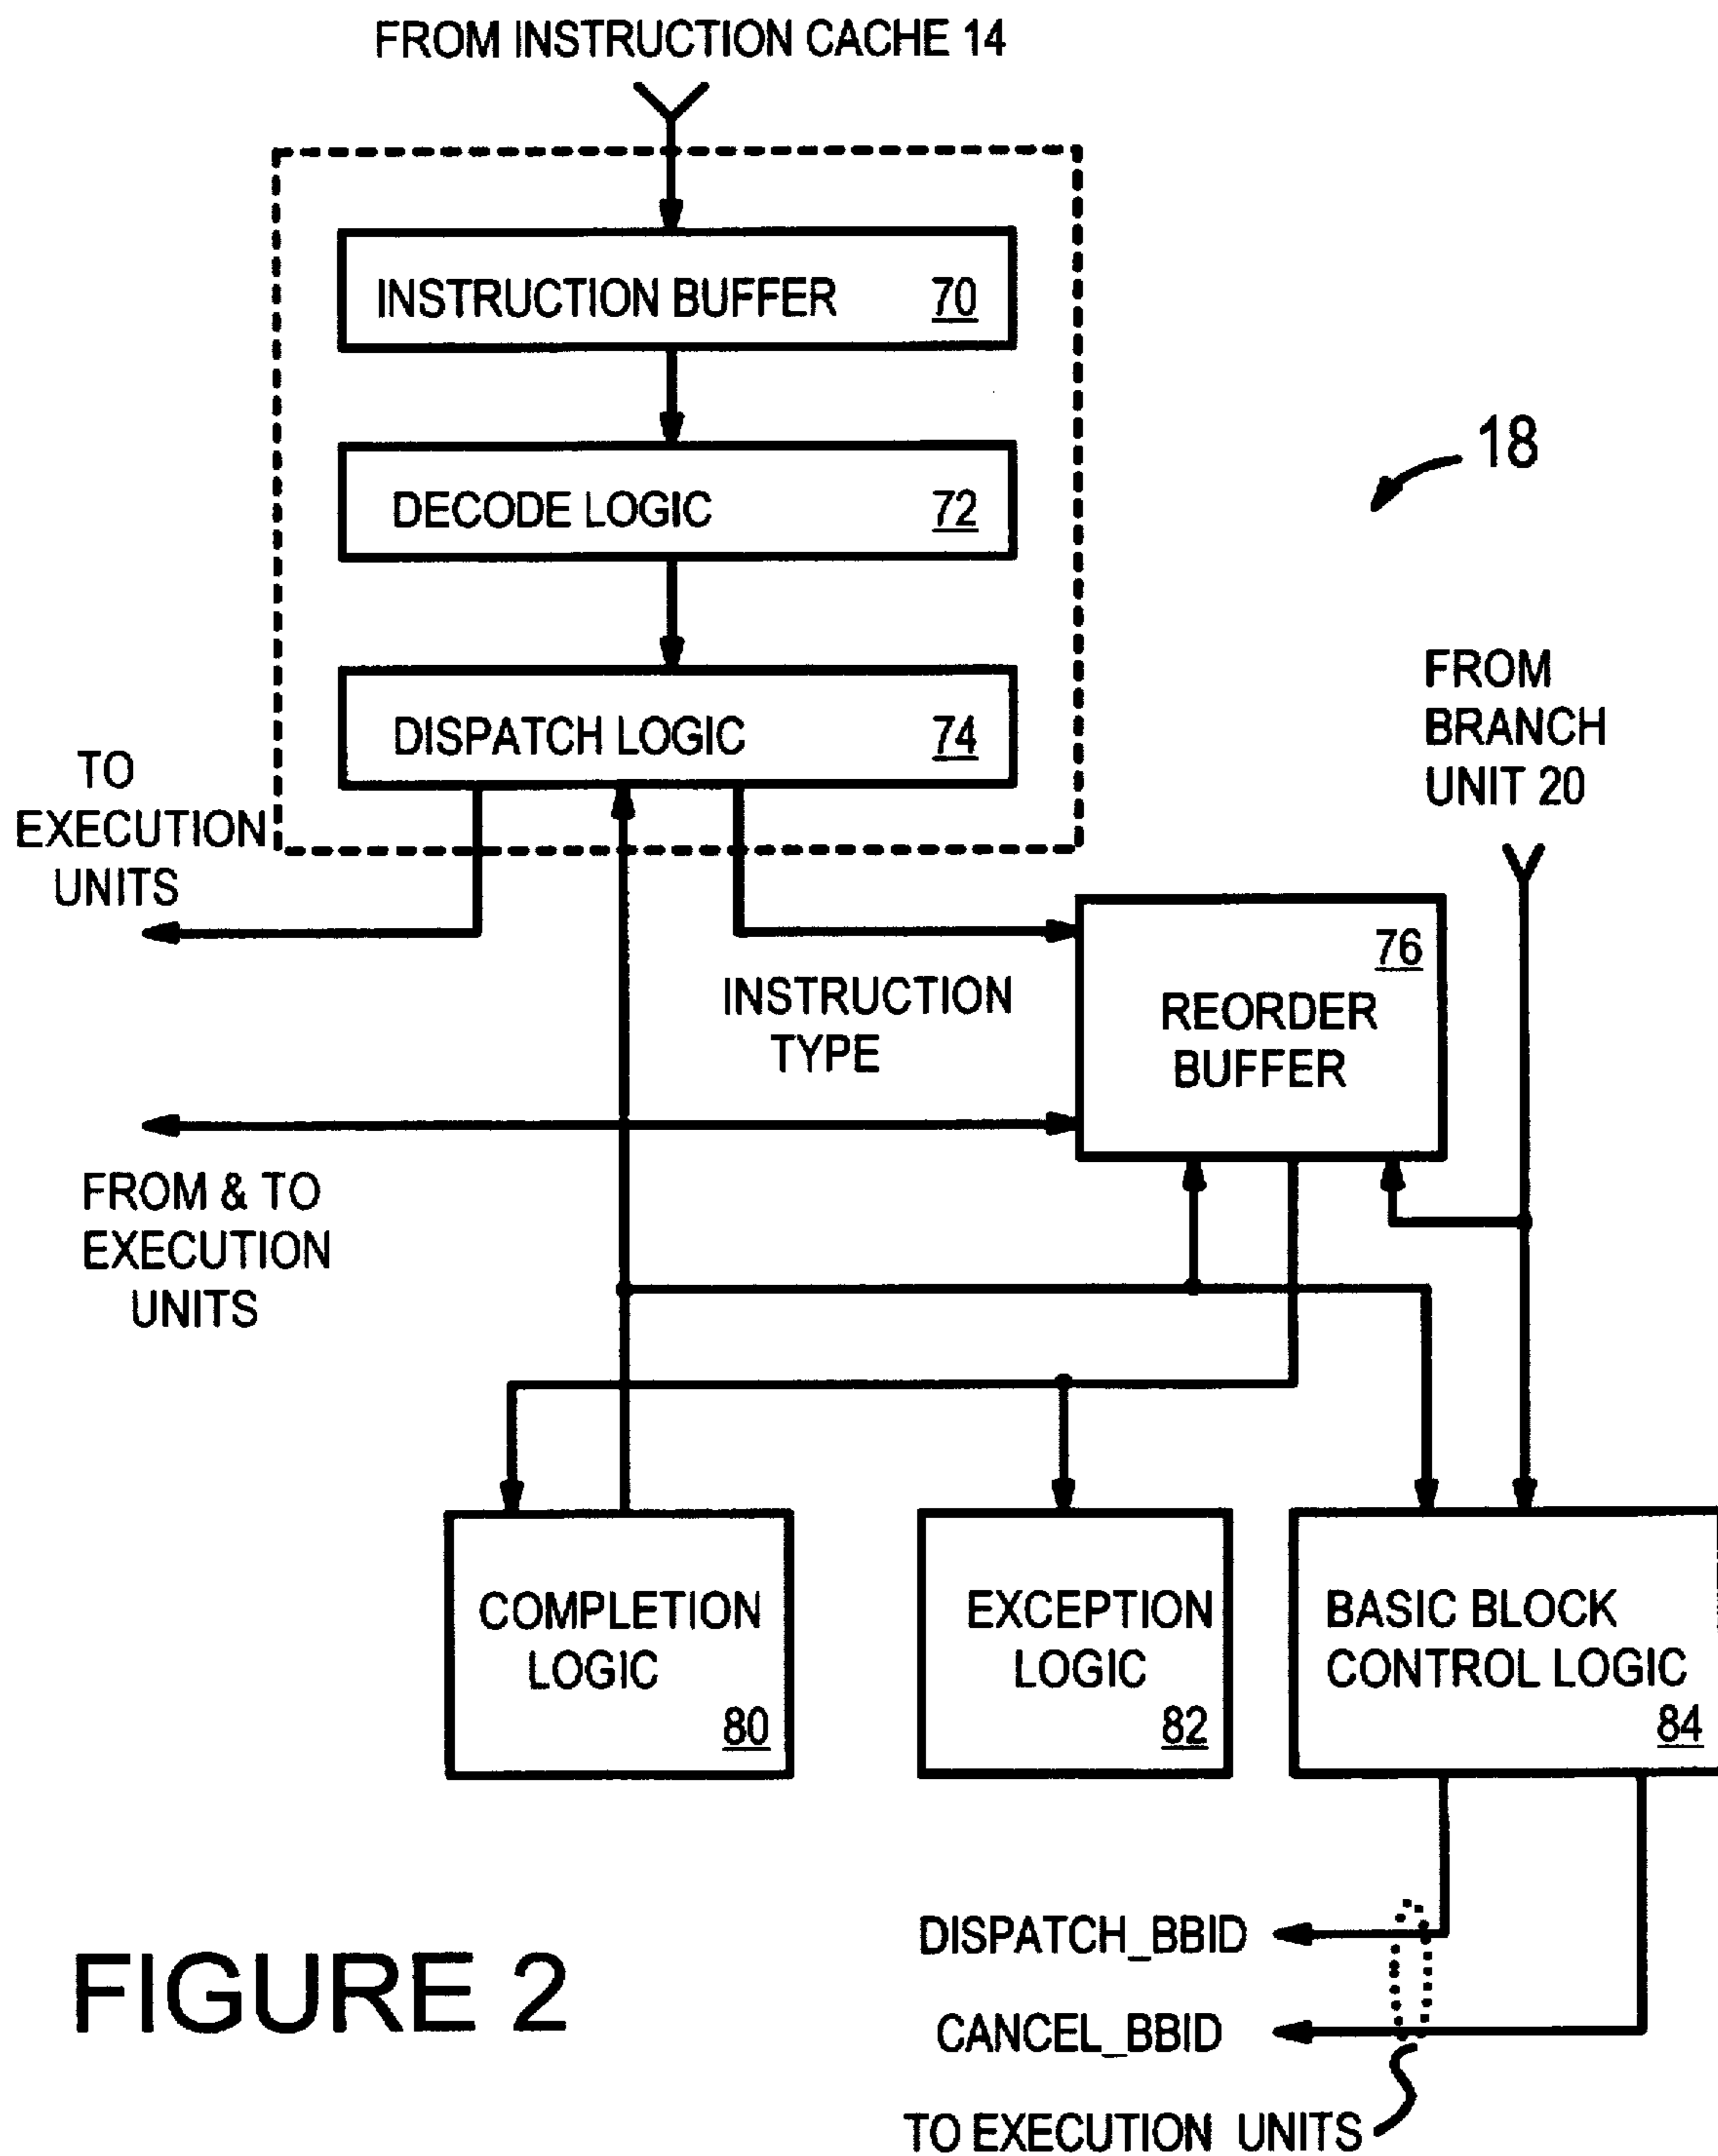 FROM INSTRUCTION CACHE 14
INSTRUCTION BUFFER 70
DECODE LOGIC 72
18
DISPATCH LOGIC 74
FROM
BRANCH
UNIT 20
TO
EXECUTION
UNITS
76
REORDER
BUFFER
INSTRUCTION
TYPE
FROM & TO
EXECUTION
UNITS
COMPLETION
LOGIC
80
EXCEPTION
LOGIC
82
BASIC BLOCK
CONTROL LOGIC
84
DISPATCH_BBID
CANCEL_BBID
TO EXECUTION UNITS
FIGURE 2